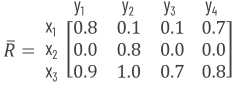 y₁ y₂ y₃ y₄
x₁ 0.8 0.1 0.1 0.7
R̄ = x₂ 0.0 0.8 0.0 0.0
x₃ 0.9 1.0 0.7 0.8